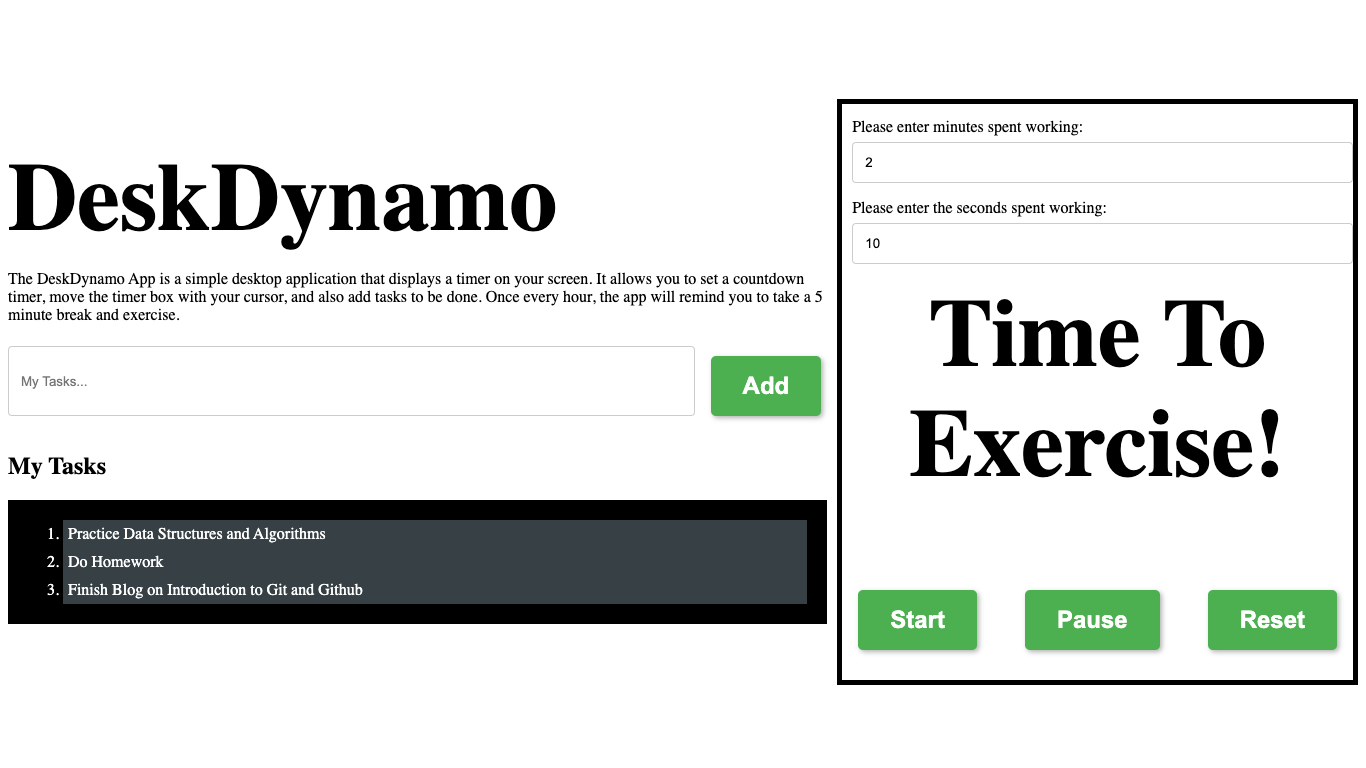 DeskDynamo
The DeskDynamo App is a simple desktop application that displays a timer on your screen. It allows you to set a countdown
timer, move the timer box with your cursor, and also add tasks to be done. Once every hour, the app will remind you to take a 5
minute break and exercise.
My Tasks...
Add
My Tasks
1. Practice Data Structures and Algorithms
2. Do Homework
3. Finish Blog on Introduction to Git and Github
Please enter minutes spent working:
2
Please enter the seconds spent working:
10
Time To
Exercise!
Start
Pause
Reset